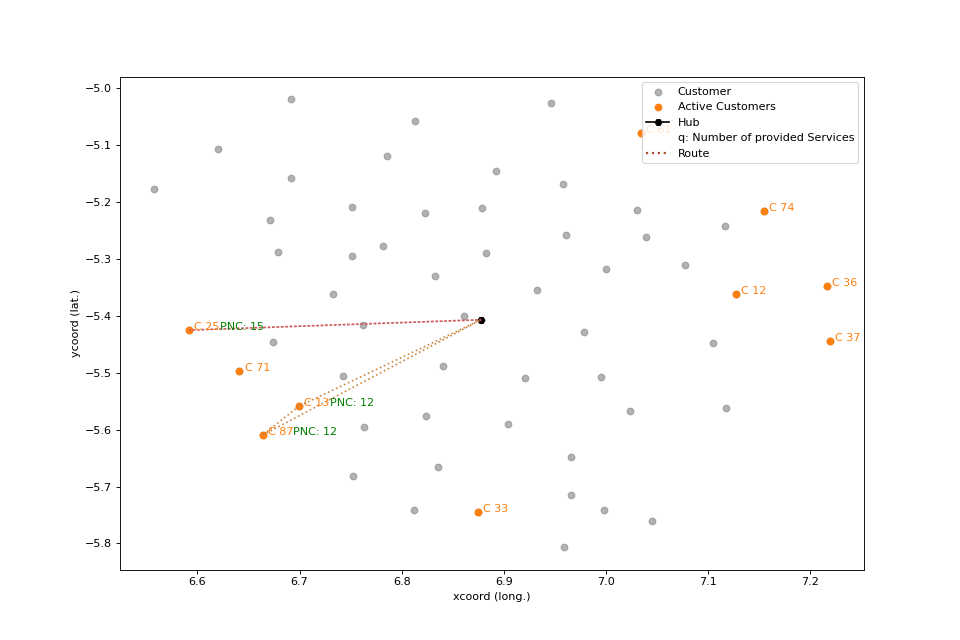 −5.0
−5.1
−5.2
−5.3
−5.4
−5.5
−5.6
−5.7
−5.8
ycoord (lat.)
Customer
Active Customers
Hub
q: Number of provided Services
Route
C 74
C 36
C 12
C 37
C 25 PNC: 15
C 71
C 13 PNC: 12
C 87 PNC: 12
C 33
6.6 6.7 6.8 6.9 7.0 7.1 7.2
xcoord (long.)